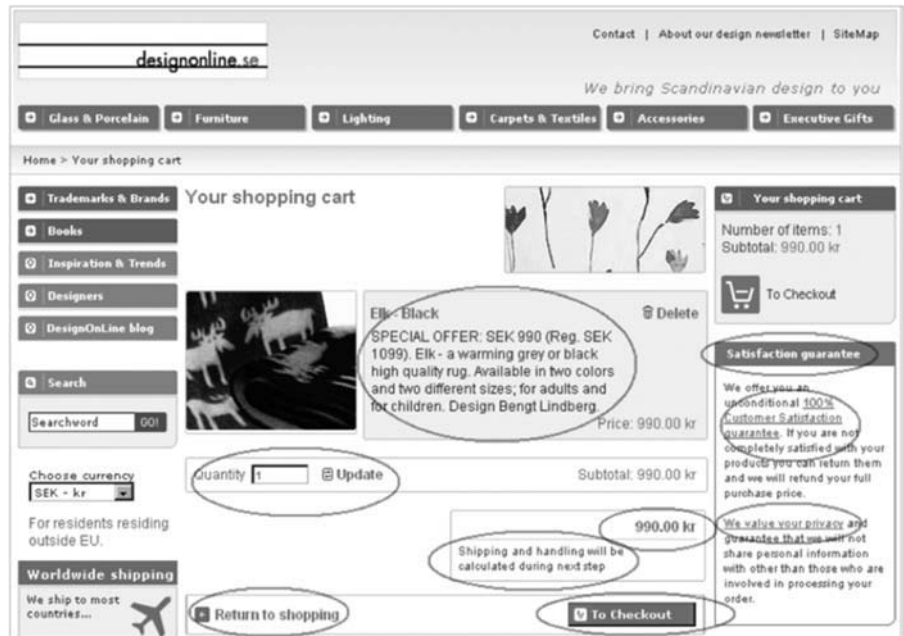 designonline.se
Contact | About our design newsletter | SiteMap
We bring Scandinavian design to you
Glass & Porcelain
Furniture
Lighting
Carpets & Textiles
Accessories
Executive Gifts
Home > Your shopping cart
Trademarks & Brands
Books
Inspiration & Trends
Designers
DesignOnLine blog
Search
Searchword GO!
Choose currency
SEK - kr
For residents residing
outside EU.
Worldwide shipping
We ship to most
countries...
Your shopping cart
Elk - Black
Delete
SPECIAL OFFER: SEK 990 (Reg. SEK
1099). Elk - a warming grey or black
high quality rug. Available in two colors
and two different sizes; for adults and
for children. Design Bengt Lindberg.
Price: 990.00 kr
Quantity 1 Update
Subtotal: 990.00 kr
990.00 kr
Shipping and handling will be
calculated during next step
Return to shopping
To Checkout
Your shopping cart
Number of items: 1
Subtotal: 990.00 kr
To Checkout
Satisfaction guarantee
We offer you an
unconditional 100%
Customer Satisfaction
guarantee. If you are not
completely satisfied with your
products you can return them
and we will refund your full
purchase price.
We value your privacy and
guarantee that we will not
share personal information
with other than those who are
involved in processing your
order.